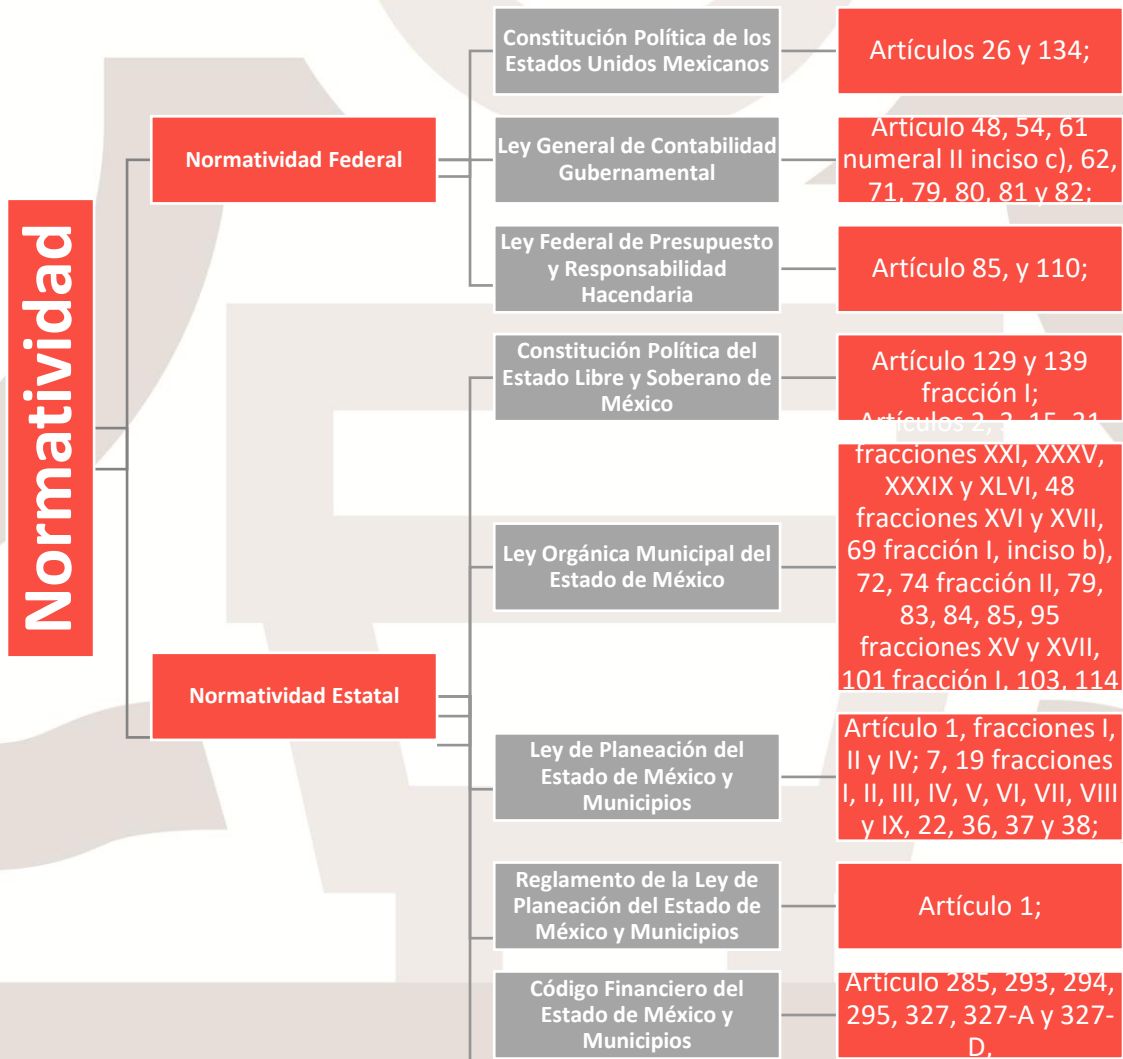 Normatividad
Normatividad Federal
Constitución Política de los
Estados Unidos Mexicanos
Artículos 26 y 134;
Ley General de Contabilidad
Gubernamental
Artículo 48, 54, 61
numeral II inciso c), 62,
71, 79, 80, 81 y 82;
Ley Federal de Presupuesto
y Responsabilidad
Hacendaria
Artículo 85, y 110;
Normatividad Estatal
Constitución Política del
Estado Libre y Soberano de
México
Artículo 129 y 139
fracción I;
Ley Orgánica Municipal del
Estado de México
Artículos 2, 3, 15, 31
fracciones XXI, XXXV,
XXXIX y XLVI, 48
fracciones XVI y XVII,
69 fracción I, inciso b),
72, 74 fracción II, 79,
83, 84, 85, 95
fracciones XV y XVII,
101 fracción I, 103, 114
Ley de Planeación del
Estado de México y
Municipios
Artículo 1, fracciones I,
II y IV; 7, 19 fracciones
I, II, III, IV, V, VI, VII, VIII
y IX, 22, 36, 37 y 38;
Reglamento de la Ley de
Planeación del Estado de
México y Municipios
Artículo 1;
Código Financiero del
Estado de México y
Municipios
Artículo 285, 293, 294,
295, 327, 327-A y 327-
D,